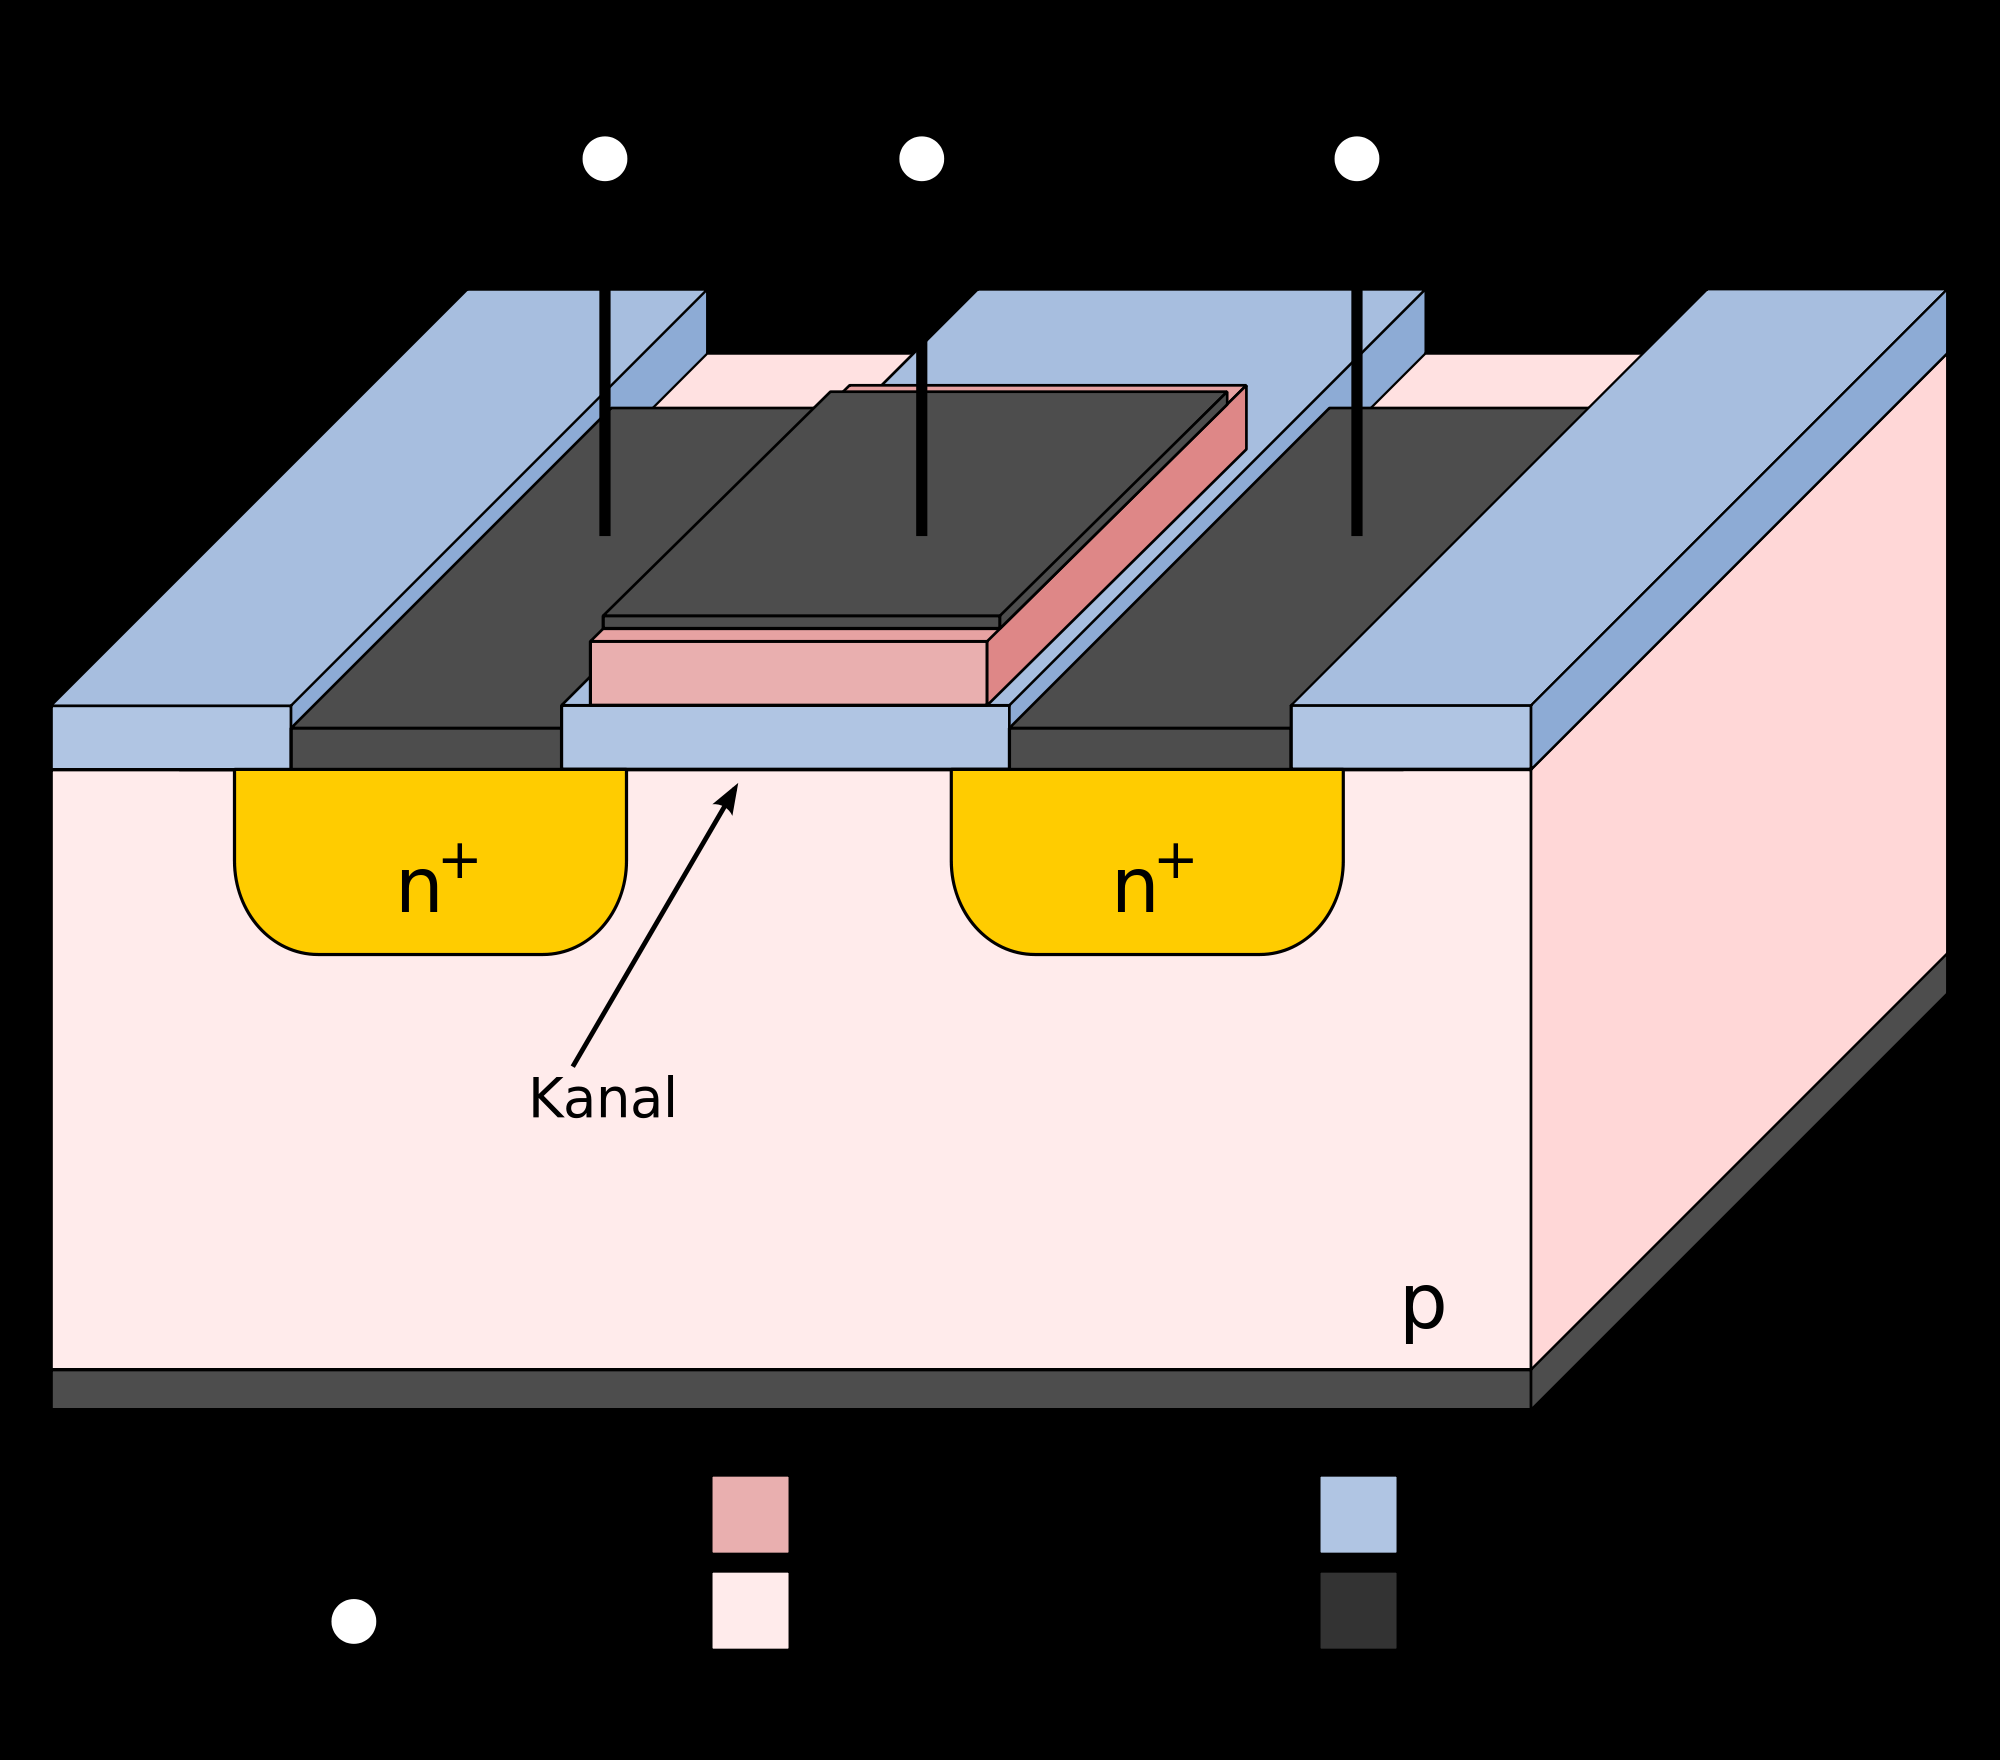 n⁺ n⁺
Kanal
p